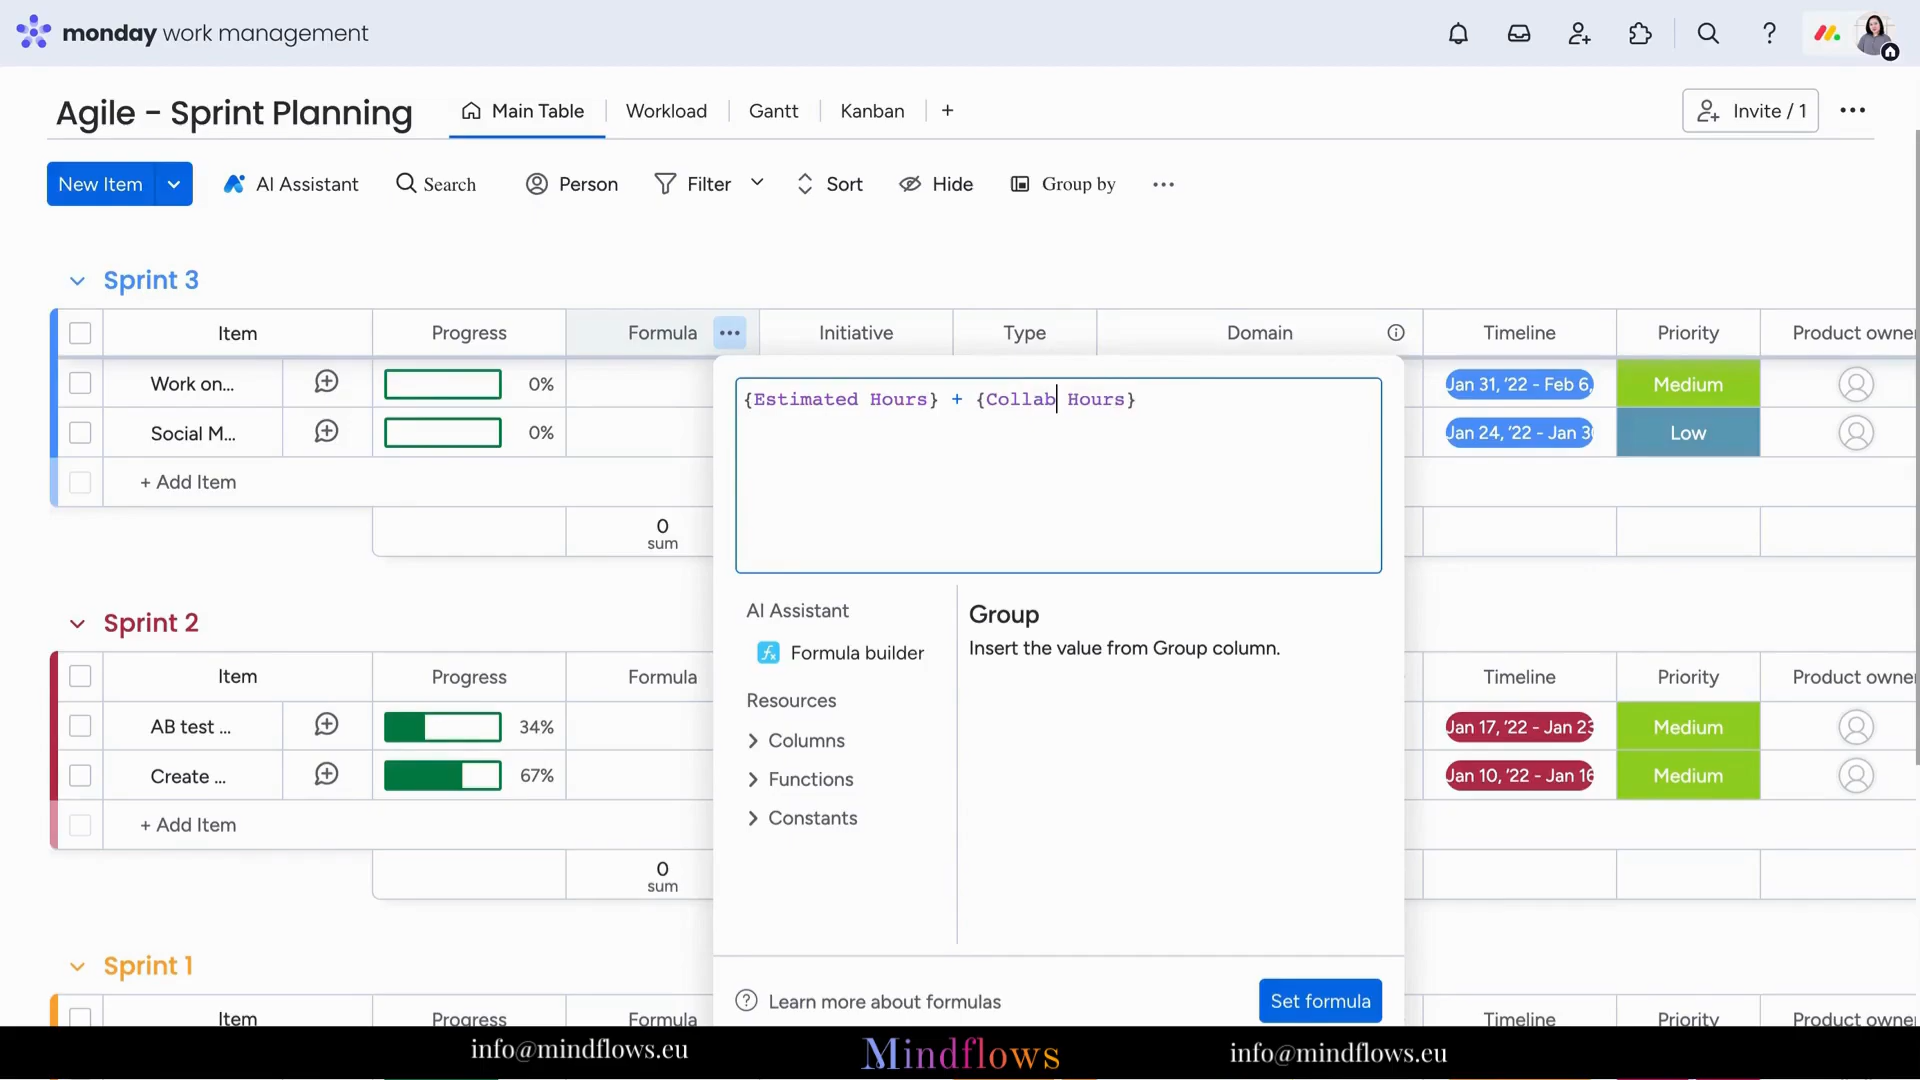 monday work management
Agile - Sprint Planning
Main Table
Workload
Gantt
Kanban
+
Invite / 1
New Item
AI Assistant
Search
Person
Filter
Sort
Hide
Group by
Sprint 3
Item Progress Formula Initiative Type Domain Timeline Priority Product owner
Work on... 0% Jan 31, '22 - Feb 6, Medium
Social M... 0% Jan 24, '22 - Jan 30 Low
+ Add Item
0
sum
{Estimated Hours} + {Collab Hours}
AI Assistant
Formula builder
Resources
Columns
Functions
Constants
Group
Insert the value from Group column.
Learn more about formulas
Set formula
Sprint 2
Item Progress Formula Timeline Priority Product owner
AB test ... 34% Jan 17, '22 - Jan 23 Medium
Create ... 67% Jan 10, '22 - Jan 16 Medium
+ Add Item
0
sum
Sprint 1
Item Progress Formula Timeline Priority Product owner
info@mindflows.eu
Mindflows
info@mindflows.eu